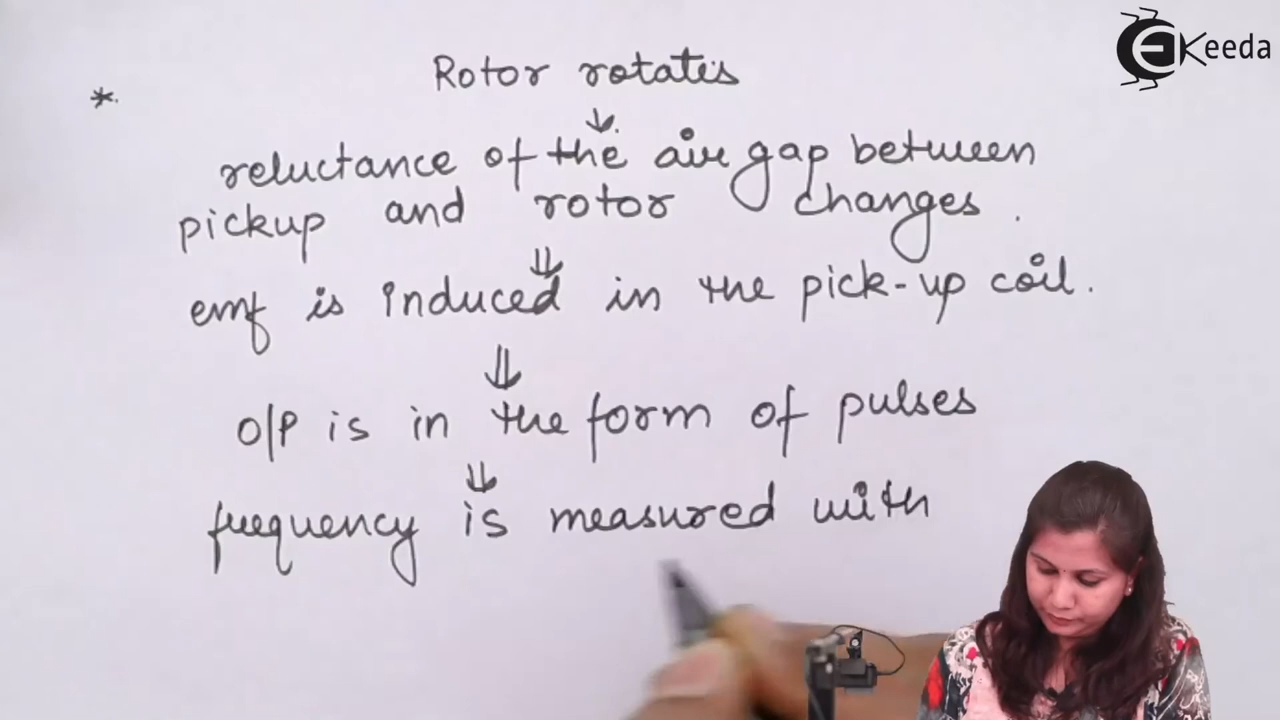 EKeeda
* Rotor rotates
↓
reluctance of the air gap between
pickup and rotor changes.
⇓
emf is induced in the pick-up coil.
⇓
O/P is in the form of pulses
⇓
frequency is measured with